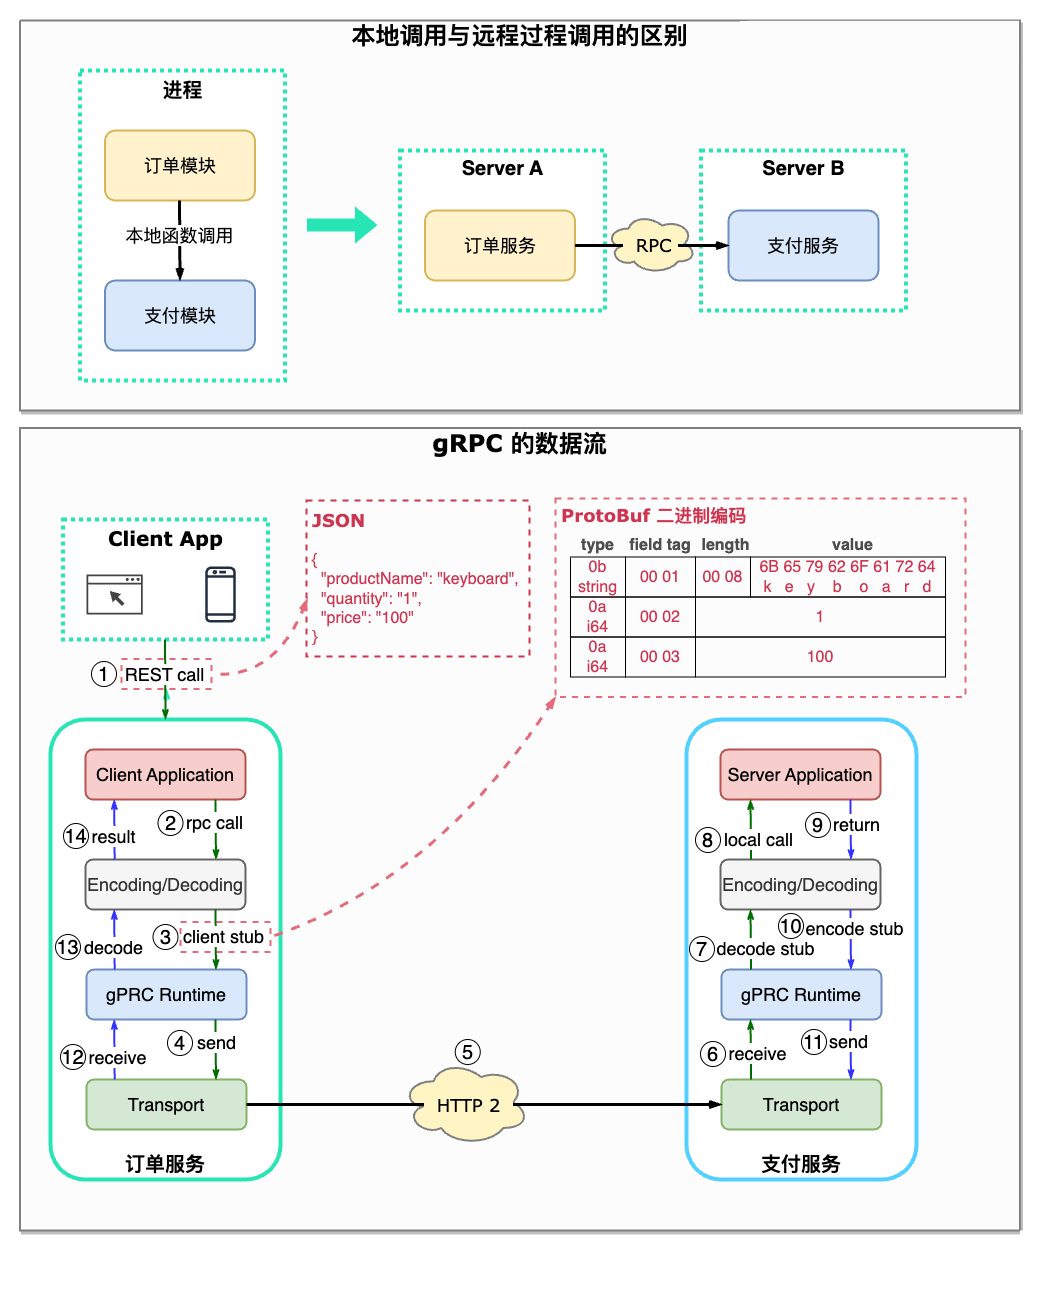 本地调用与远程过程调用的区别
进程
订单模块
本地函数调用
支付模块
Server A
订单服务
RPC
Server B
支付服务
gRPC 的数据流
Client App
1 REST call
JSON
{
"productName": "keyboard",
"quantity": "1",
"price": "100"
}
ProtoBuf 二进制编码
type field tag length value
0b string 00 01 00 08 6B 65 79 62 6F 61 72 64
k e y b o a r d
0a i64 00 02 1
0a i64 00 03 100
Client Application
14 result
2 rpc call
Encoding/Decoding
13 decode
3 client stub
gPRC Runtime
12 receive
4 send
Transport
订单服务
5
HTTP 2
Server Application
8 local call
9 return
Encoding/Decoding
7 decode stub
10 encode stub
gPRC Runtime
6 receive
11 send
Transport
支付服务